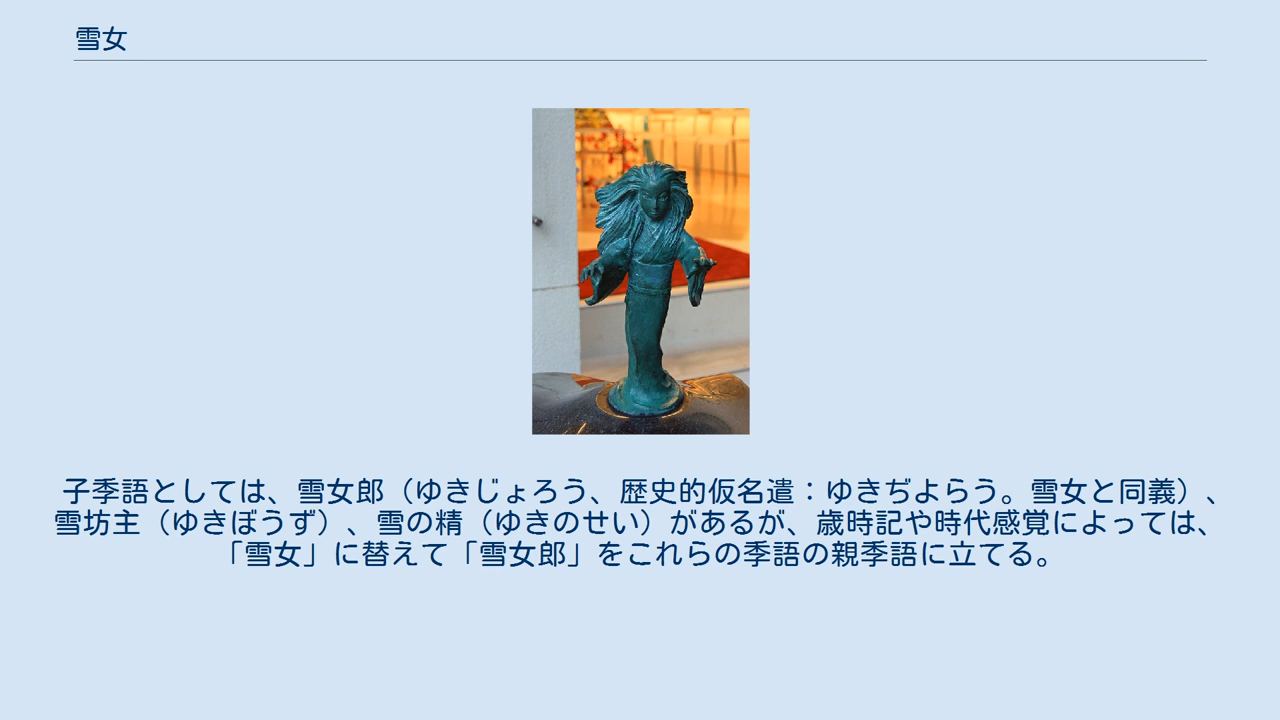 雪女
子季語としては、雪女郎（ゆきじょろう、歴史的仮名遣：ゆきぢよらう。雪女と同義）、
雪坊主（ゆきぼうず）、雪の精（ゆきのせい）があるが、歳時記や時代感覚によっては、
「雪女」に替えて「雪女郎」をこれらの季語の親季語に立てる。